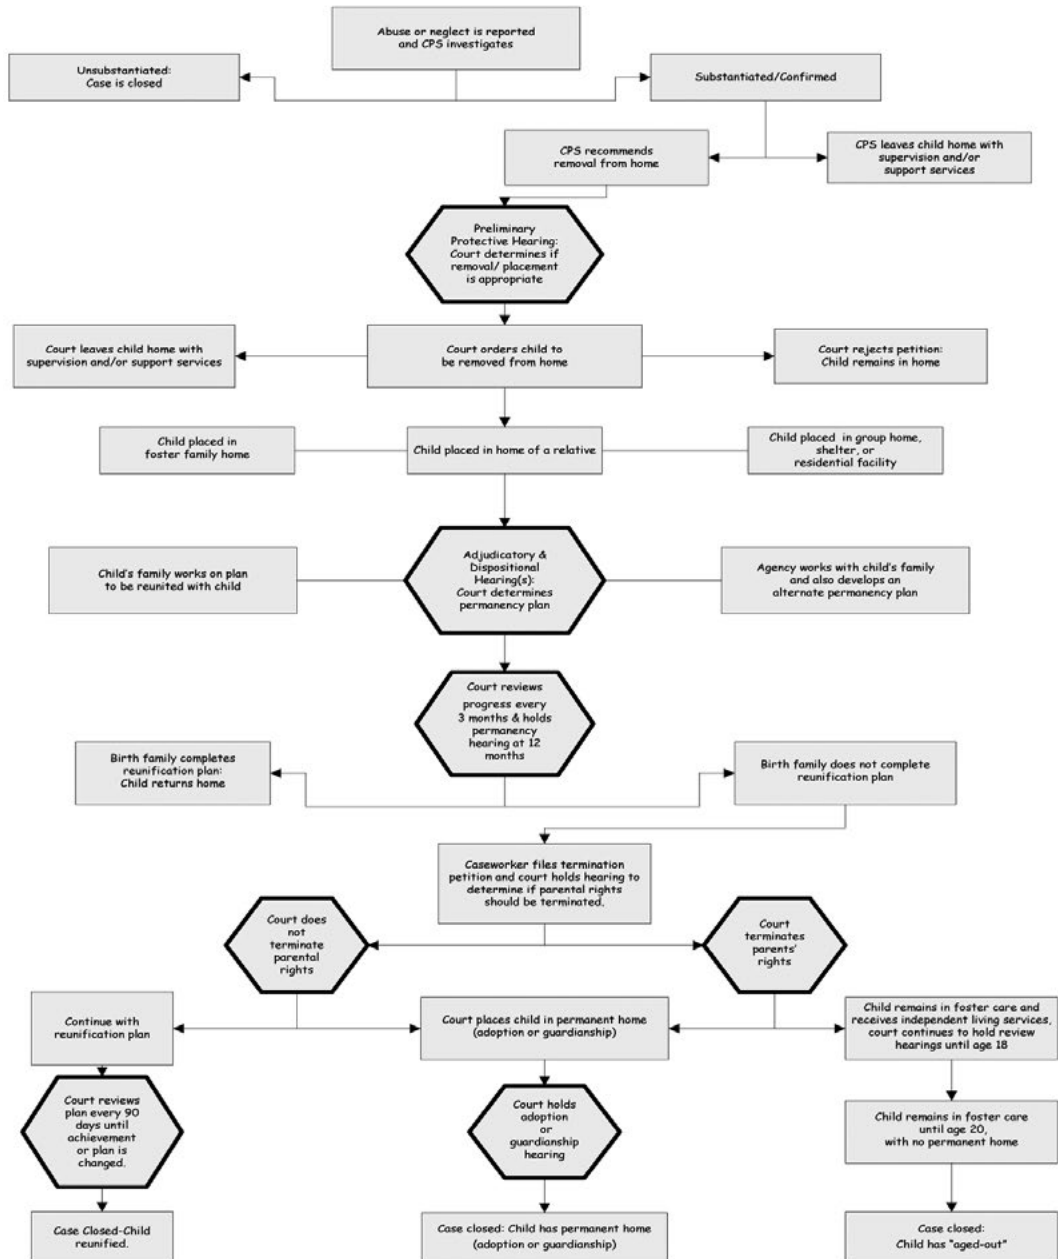 Abuse or neglect is reported
and CPS investigates
Unsubstantiated:
Case is closed
Substantiated/Confirmed
CPS recommends
removal from home
CPS leaves child home with
supervision and/or
support services
Preliminary
Protective Hearing:
Court determines if
removal/ placement
is appropriate
Court leaves child home with
supervision and/or support services
Court orders child to
be removed from home
Court rejects petition:
Child remains in home
Child placed in
foster family home
Child placed in home of a relative
Child placed in group home,
shelter, or
residential facility
Child's family works on plan
to be reunited with child
Adjudicatory &
Dispositional
Hearing(s):
Court determines
permanency plan
Agency works with child's family
and also develops an
alternate permanency plan
Court reviews
progress every
3 months & holds
permanency
hearing at 12
months
Birth family completes
reunification plan:
Child returns home
Birth family does not complete
reunification plan
Caseworker files termination
petition and court holds hearing to
determine if parental rights
should be terminated.
Court does
not
terminate
parental
rights
Court
terminates
parents'
rights
Continue with
reunification plan
Court places child in permanent home
(adoption or guardianship)
Child remains in foster care and
receives independent living services,
court continues to hold review
hearings until age 18
Court reviews
plan every 90
days until
achievement
or plan is
changed.
Court holds
adoption
or
guardianship
hearing
Child remains in foster care
until age 20,
with no permanent home
Case Closed-Child
reunified.
Case closed: Child has permanent home
(adoption or guardianship)
Case closed:
Child has "aged-out"